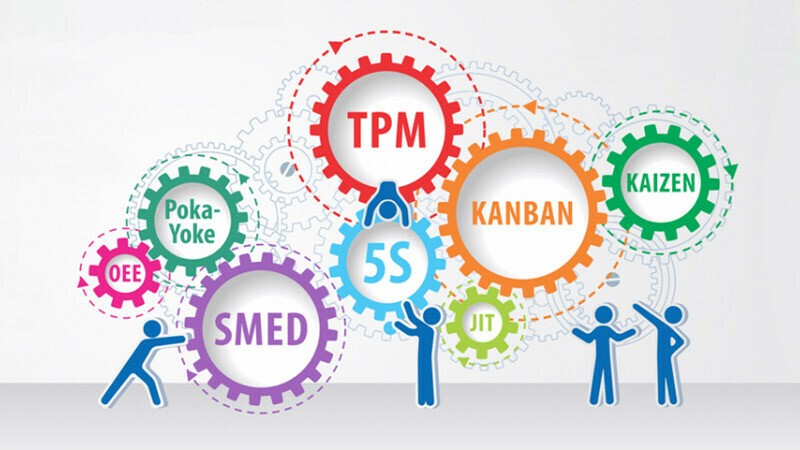 TPM
KANBAN
KAIZEN
Poka-
Yoke
5S
OEE
SMED
JIT